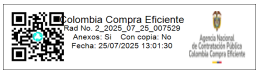 Colombia Compra Eficiente
Rad No. 2_2025_07_25_007529
Anexos: Si Con copia: No
Fecha: 25/07/2025 13:01:30
Agencia Nacional
de Contratación Pública
Colombia Compra Eficiente